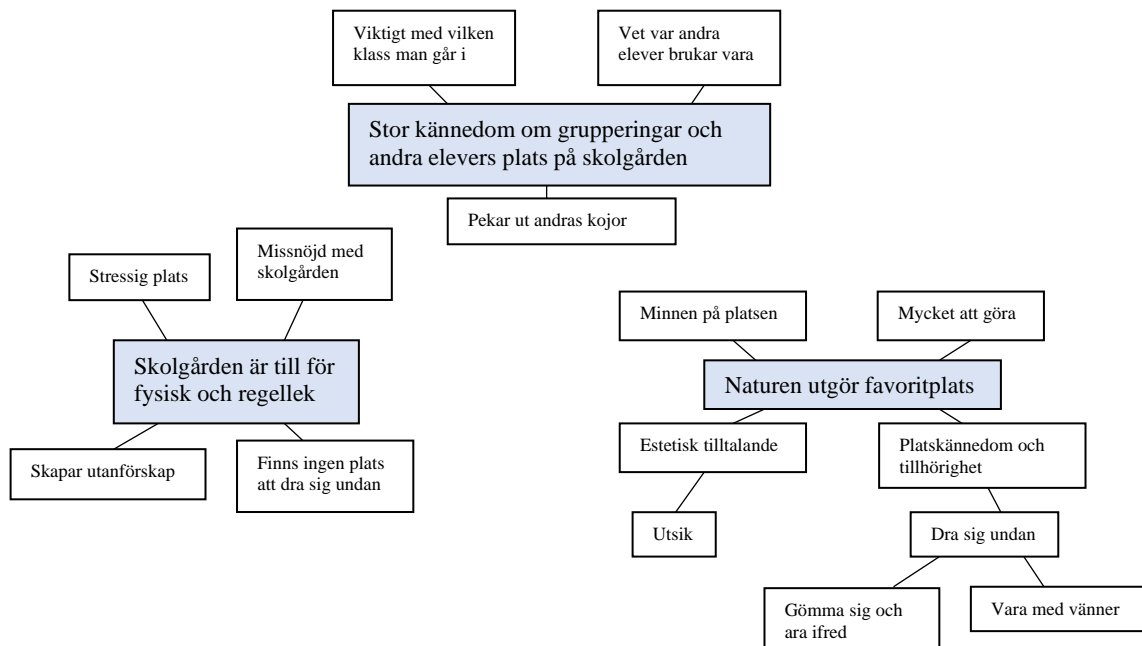 Viktigt med vilken
klass man går i
Vet var andra
elever brukar vara
Stor kännedom om grupperingar och
andra elevers plats på skolgården
Pekar ut andras kojor
Stressig plats
Missnöjd med
skolgården
Skolgården är till för
fysisk och regellek
Skapar utanförskap
Finns ingen plats
att dra sig undan
Minnen på platsen
Mycket att göra
Naturen utgör favoritplats
Estetisk tilltalande
Platskännedom och
tillhörighet
Utsik
Dra sig undan
Gömma sig och
ara ifred
Vara med vänner